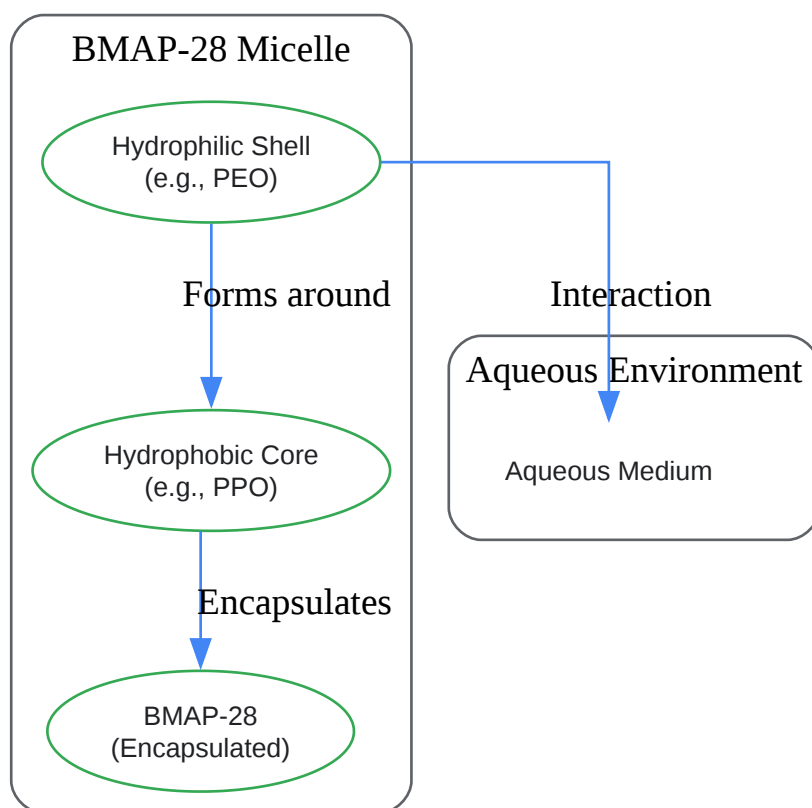 BMAP-28 Micelle
Hydrophilic Shell
(e.g., PEO)
Forms around
Interaction
Aqueous Environment
Hydrophobic Core
(e.g., PPO)
Aqueous Medium
Encapsulates
BMAP-28
(Encapsulated)